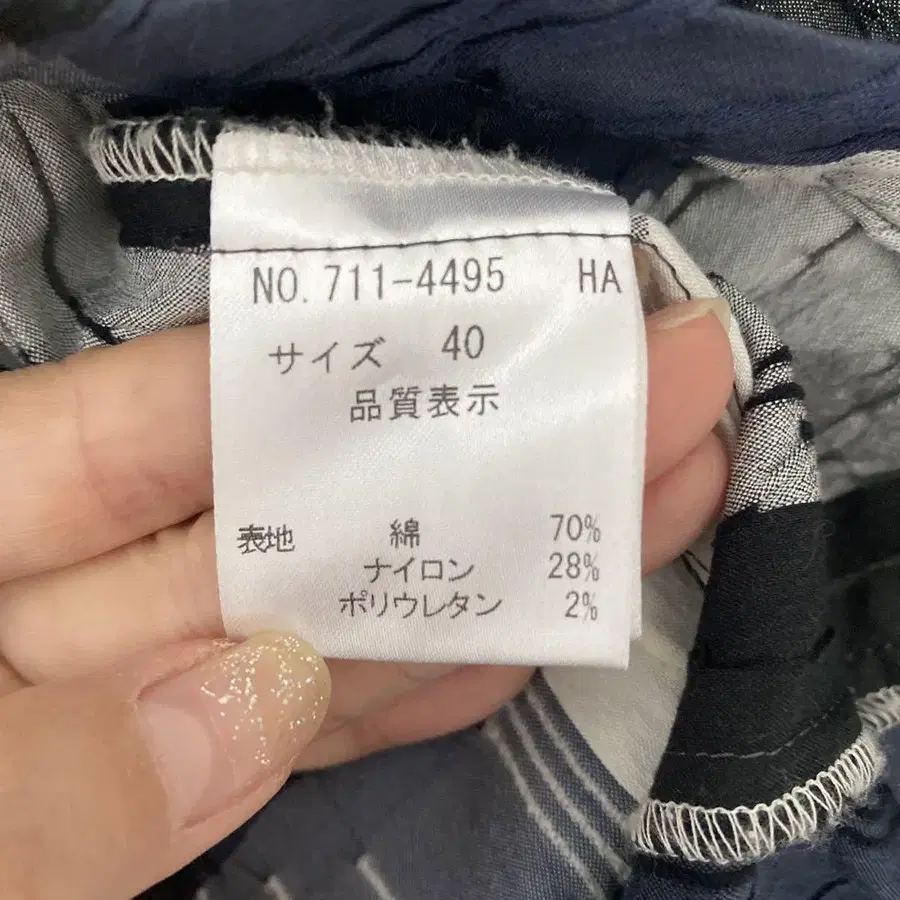 NO. 711-4495 HA
サイズ 40
品質表示
表地 綿 70%
ナイロン 28%
ポリウレタン 2%